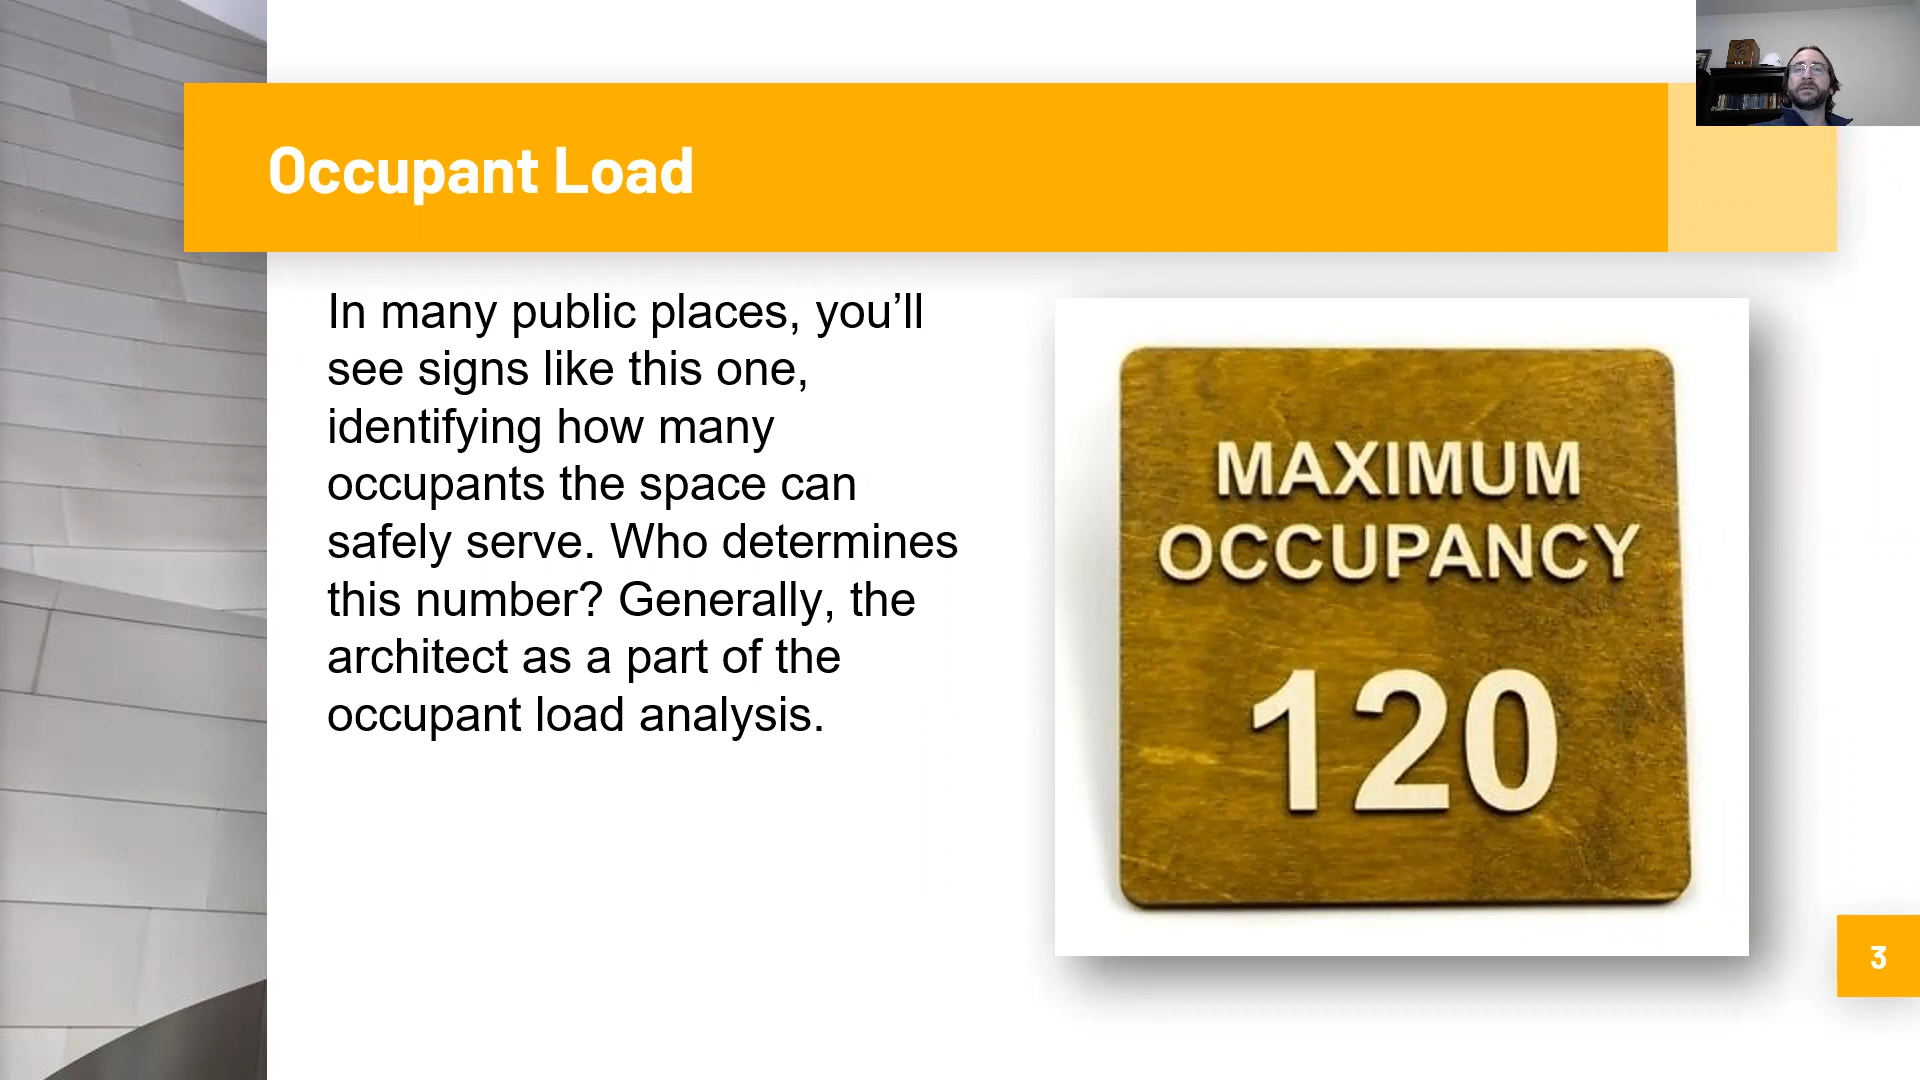 Occupant Load
In many public places, you’ll
see signs like this one,
identifying how many
occupants the space can
safely serve. Who determines
this number? Generally, the
architect as a part of the
occupant load analysis.
MAXIMUM
OCCUPANCY
120
3